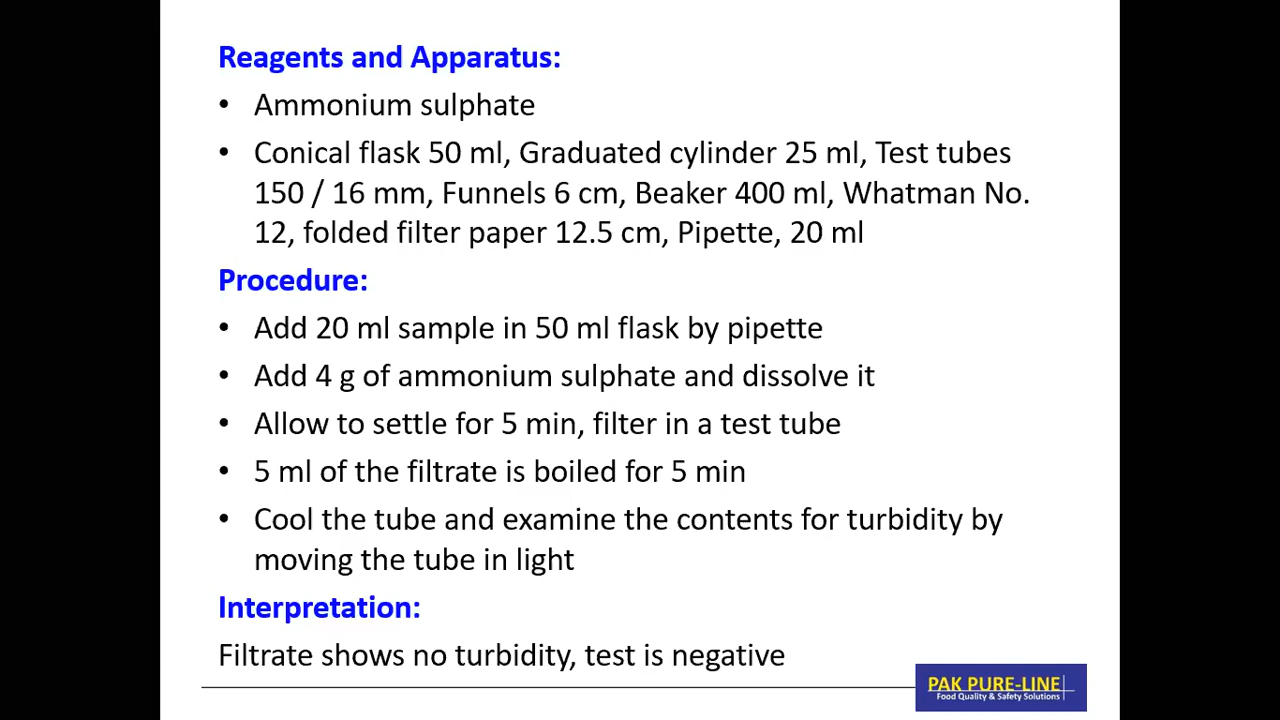 Reagents and Apparatus:
• Ammonium sulphate
• Conical flask 50 ml, Graduated cylinder 25 ml, Test tubes
150 / 16 mm, Funnels 6 cm, Beaker 400 ml, Whatman No.
12, folded filter paper 12.5 cm, Pipette, 20 ml
Procedure:
• Add 20 ml sample in 50 ml flask by pipette
• Add 4 g of ammonium sulphate and dissolve it
• Allow to settle for 5 min, filter in a test tube
• 5 ml of the filtrate is boiled for 5 min
• Cool the tube and examine the contents for turbidity by
moving the tube in light
Interpretation:
Filtrate shows no turbidity, test is negative
PAK PURE-LINE
Food Quality & Safety Solutions